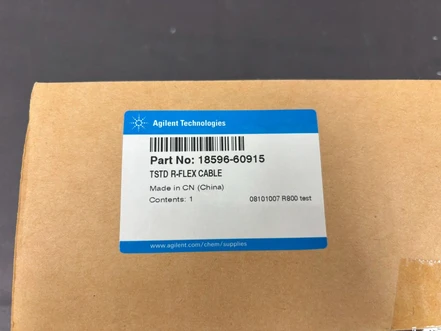 Agilent Technologies
Part No: 18596-60915
TSTD R-FLEX CABLE
Made in CN (China)
Contents: 1 08101007 R800 test
www.agilent.com/chem/supplies